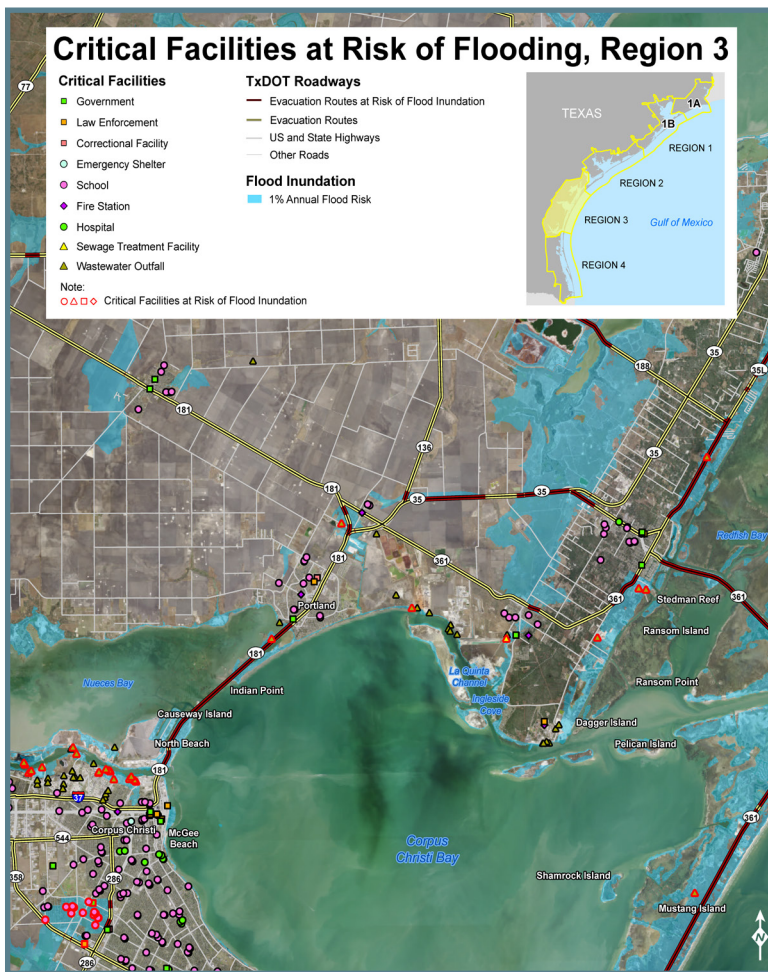 Critical Facilities at Risk of Flooding, Region 3
Critical Facilities
Government
Law Enforcement
Correctional Facility
Emergency Shelter
School
Fire Station
Hospital
Sewage Treatment Facility
Wastewater Outfall
Note:
Critical Facilities at Risk of Flood Inundation
TxDOT Roadways
Evacuation Routes at Risk of Flood Inundation
Evacuation Routes
US and State Highways
Other Roads
Flood Inundation
1% Annual Flood Risk
TEXAS
1A
1B
REGION 1
REGION 2
REGION 3
Gulf of Mexico
REGION 4
77
35
188
35L
181
136
35
181
35
35
181
361
Redfish Bay
Portland
361
Stedman Reef
361
Ransom Island
181
La Quinta
Channel
Nueces Bay
Indian Point
Ingleside
Cove
Ransom Point
Causeway Island
Dagger Island
North Beach
Pelican Island
181
37
361
Corpus Christi
McGee
Beach
544
Corpus
Christi Bay
358
286
Shamrock Island
Mustang Island
286
N